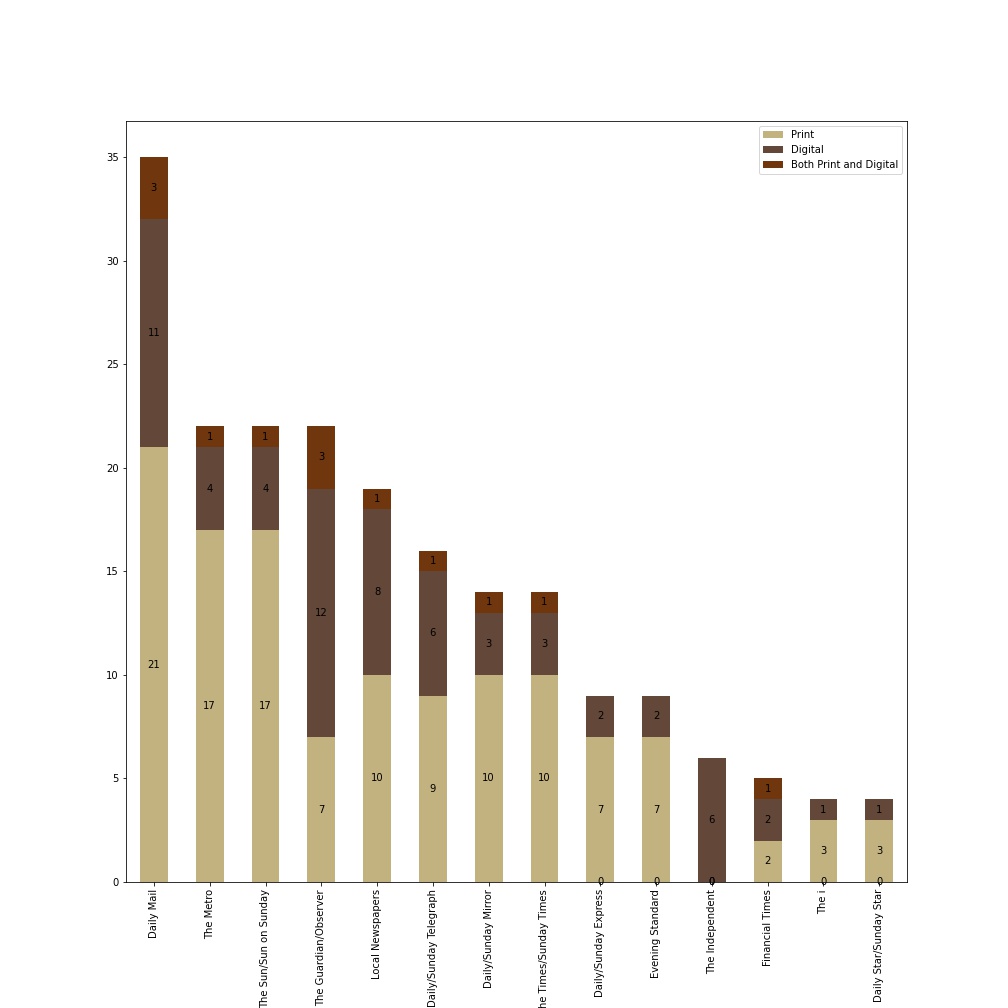 Print
Digital
Both Print and Digital
35
30
25
20
15
10
5
0
3
11
21
1
4
17
1
4
17
3
12
7
1
8
10
1
6
9
1
3
10
1
3
10
2
7
0
2
7
0
6
0
1
2
2
1
3
0
1
3
0
Daily Mail
The Metro
The Sun/Sun on Sunday
The Guardian/Observer
Local Newspapers
Daily/Sunday Telegraph
Daily/Sunday Mirror
he Times/Sunday Times
Daily/Sunday Express
Evening Standard
The Independent
Financial Times
The i
Daily Star/Sunday Star